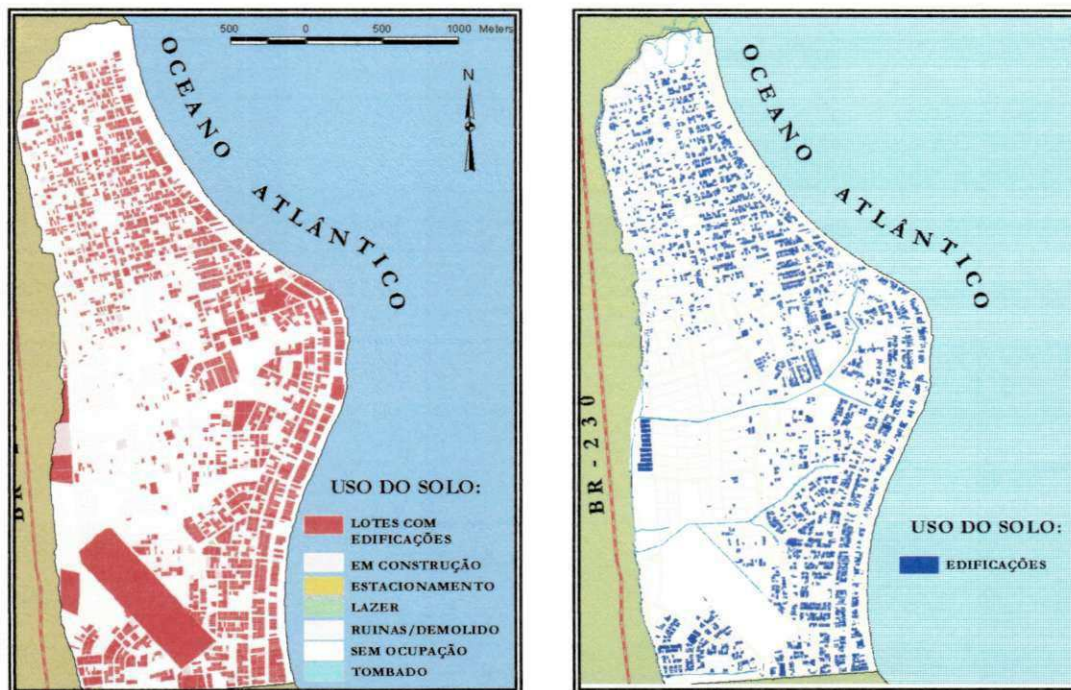 500 0 500 1000 Meters
N
OCEANO ATLÂNTICO
USO DO SOLO:
LOTES COM
EDIFICAÇÕES
EM CONSTRUÇÃO
ESTACIONAMENTO
LAZER
RUINAS/DEMOLIDO
SEM OCUPAÇÃO
TOMBADO
OCEANO ATLÂNTICO
BR - 230
USO DO SOLO:
EDIFICAÇÕES